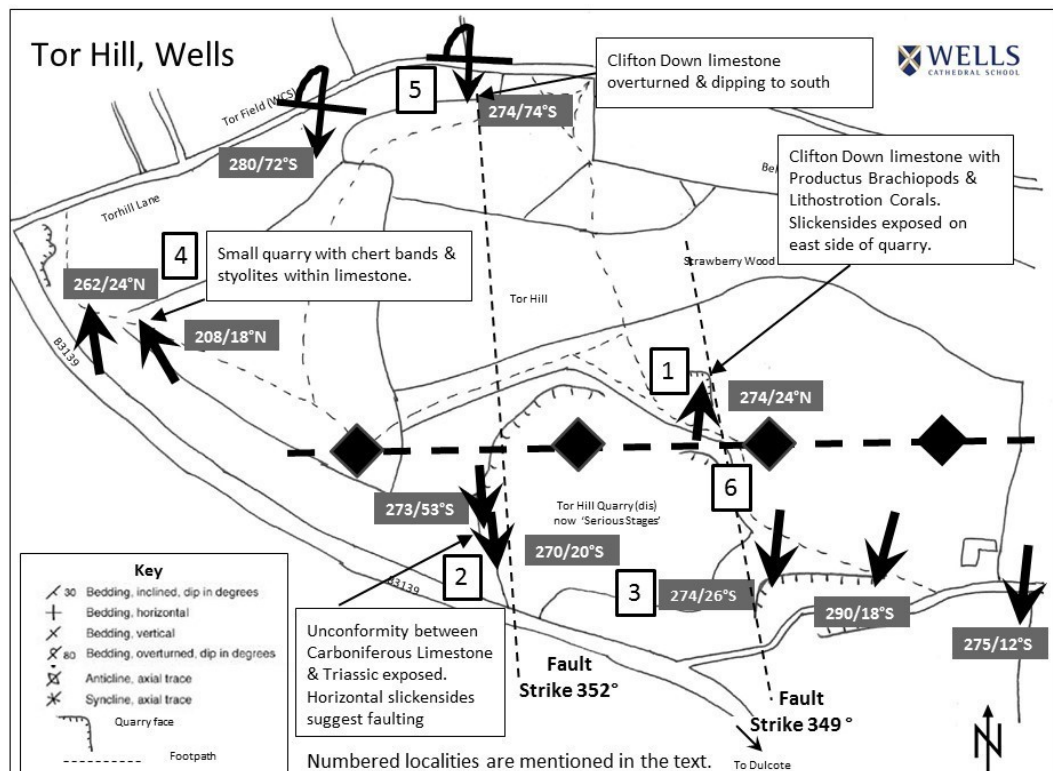 Tor Hill, Wells
WELLS
CATHEDRAL SCHOOL
Clifton Down limestone
overturned & dipping to south
5
274/74°S
Tor Field (WCS)
280/72°S
Clifton Down limestone with
Productus Brachiopods &
Lithostrotion Corals.
Slickensides exposed on
east side of quarry.
Torhill Lane
4
Small quarry with chert bands &
styolites within limestone.
Strawberry Wood
262/24°N
Tor Hill
208/18°N
B3139
1
274/24°N
6
273/53°S
Tor Hill Quarry (dis)
now 'Serious Stages'
270/20°S
2
3
274/26°S
290/18°S
275/12°S
B3139
Unconformity between
Carboniferous Limestone
& Triassic exposed.
Horizontal slickensides
suggest faulting
Fault
Strike 352°
Fault
Strike 349 °
Key
30 Bedding, inclined, dip in degrees
Bedding, horizontal
Bedding, vertical
80 Bedding, overturned, dip in degrees
Anticline, axial trace
Syncline, axial trace
Quarry face
Footpath
Numbered localities are mentioned in the text.
To Dulcote
N